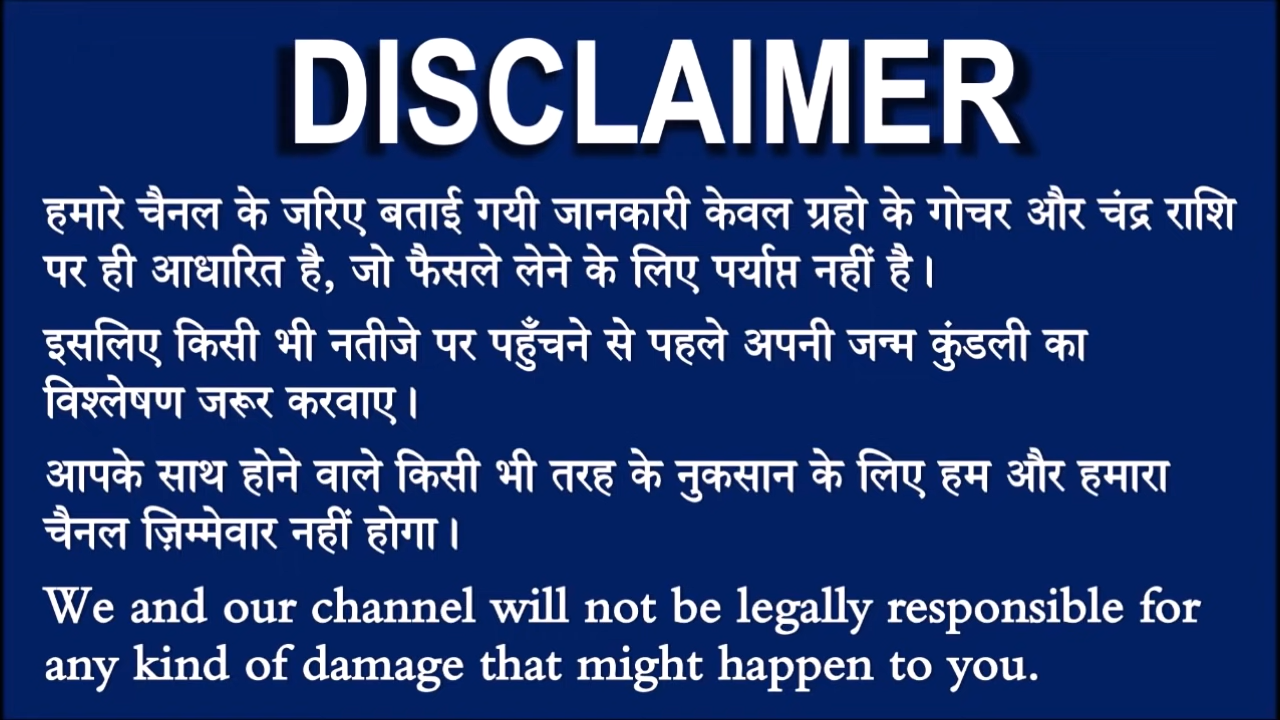 DISCLAIMER
हमारे चैनल के जरिए बताई गयी जानकारी केवल ग्रहो के गोचर और चंद्र राशि
पर ही आधारित है, जो फैसले लेने के लिए पर्याप्त नहीं है।
इसलिए किसी भी नतीजे पर पहुँचने से पहले अपनी जन्म कुंडली का
विश्लेषण जरूर करवाए।
आपके साथ होने वाले किसी भी तरह के नुकसान के लिए हम और हमारा
चैनल ज़िम्मेवार नहीं होगा।
We and our channel will not be legally responsible for
any kind of damage that might happen to you.